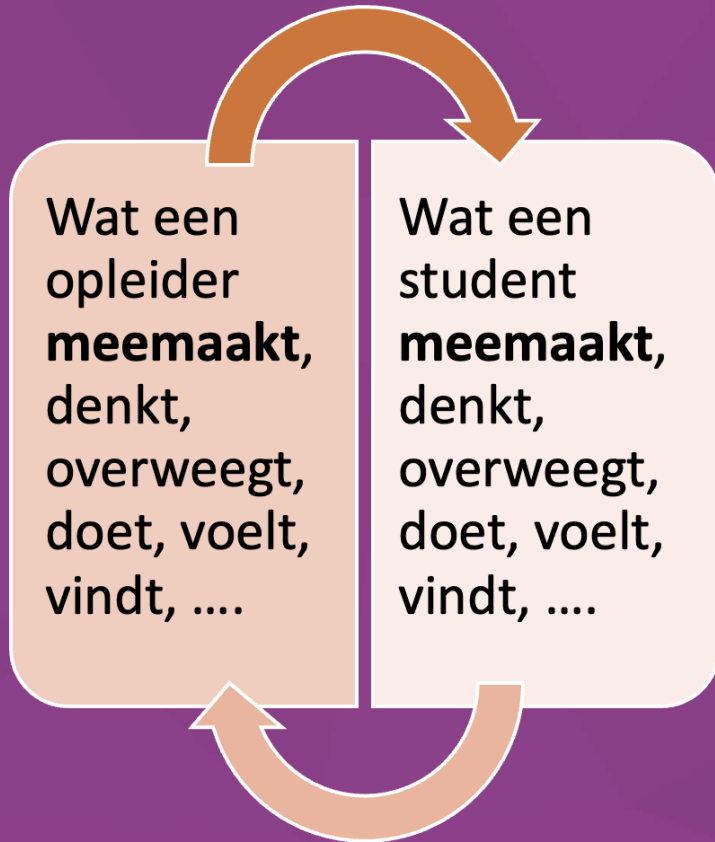 Wat een
opleider
meemaakt,
denkt,
overweegt,
doet, voelt,
vindt, ….
Wat een
student
meemaakt,
denkt,
overweegt,
doet, voelt,
vindt, ….